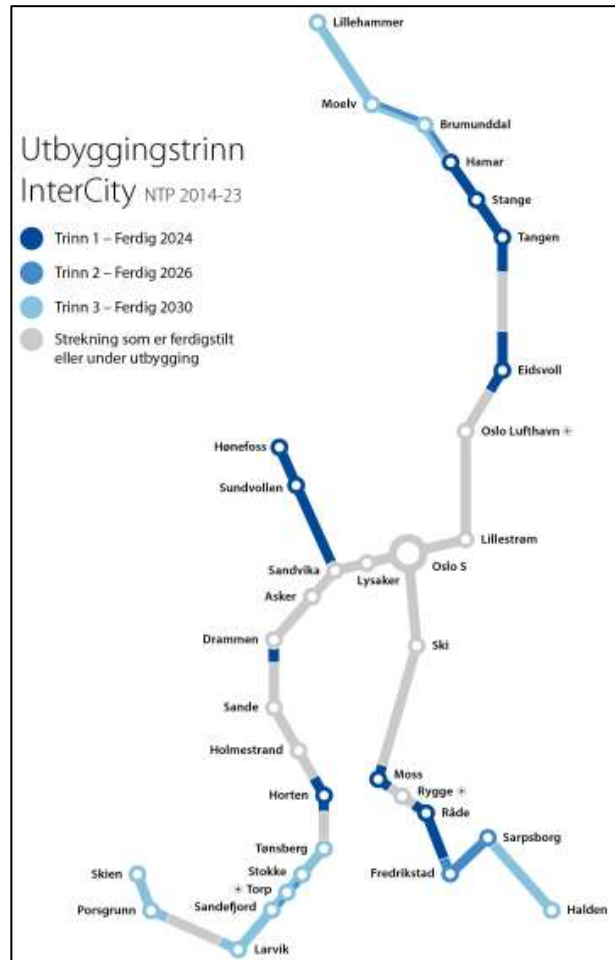 Lillehammer
Moelv
Brumunddal
Utbyggingstrinn
InterCity NTP 2014-23
Hamar
Stange
Trinn 1 – Ferdig 2024
Tangen
Trinn 2 – Ferdig 2026
Trinn 3 – Ferdig 2030
Strekning som er ferdigstilt
eller under utbygging
Eidsvoll
Oslo Lufthavn
Hønefoss
Sundvollen
Lillestrøm
Sandvika
Lysaker
Oslo S
Asker
Drammen
Ski
Sande
Holmestrand
Moss
Rygge
Horten
Råde
Sarpsborg
Tønsberg
Stokke
Skien
Torp
Fredrikstad
Sandefjord
Porsgrunn
Halden
Larvik